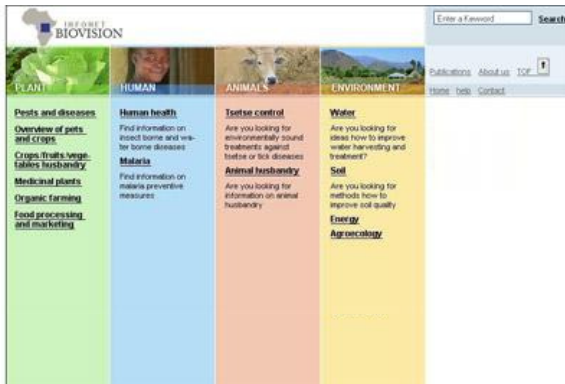 INFONET
BIOVISION
Enter a Keyword
Search
Publications About us TOP
Home help Contact
PLANT
Pests and diseases
Overview of pets
and crops
Crops/fruits/vege-
tables husbandry
Medicinal plants
Organic farming
Food processing
and marketing
HUMAN
Human health
Find information on
insect borne and wa-
ter borne diseases
Malaria
Find information on
malaria preventive
measures
ANIMALS
Tsetse control
Are you looking for
environmentally sound
treatments against
tsetse or tick diseases
Animal husbandry
Are you looking for
information on animal
husbandry
ENVIRONMENT
Water
Are you looking for
ideas how to improve
water harvesting and
treatment?
Soil
Are you looking for
methods how to
improve soil quality
Energy
Agroecology